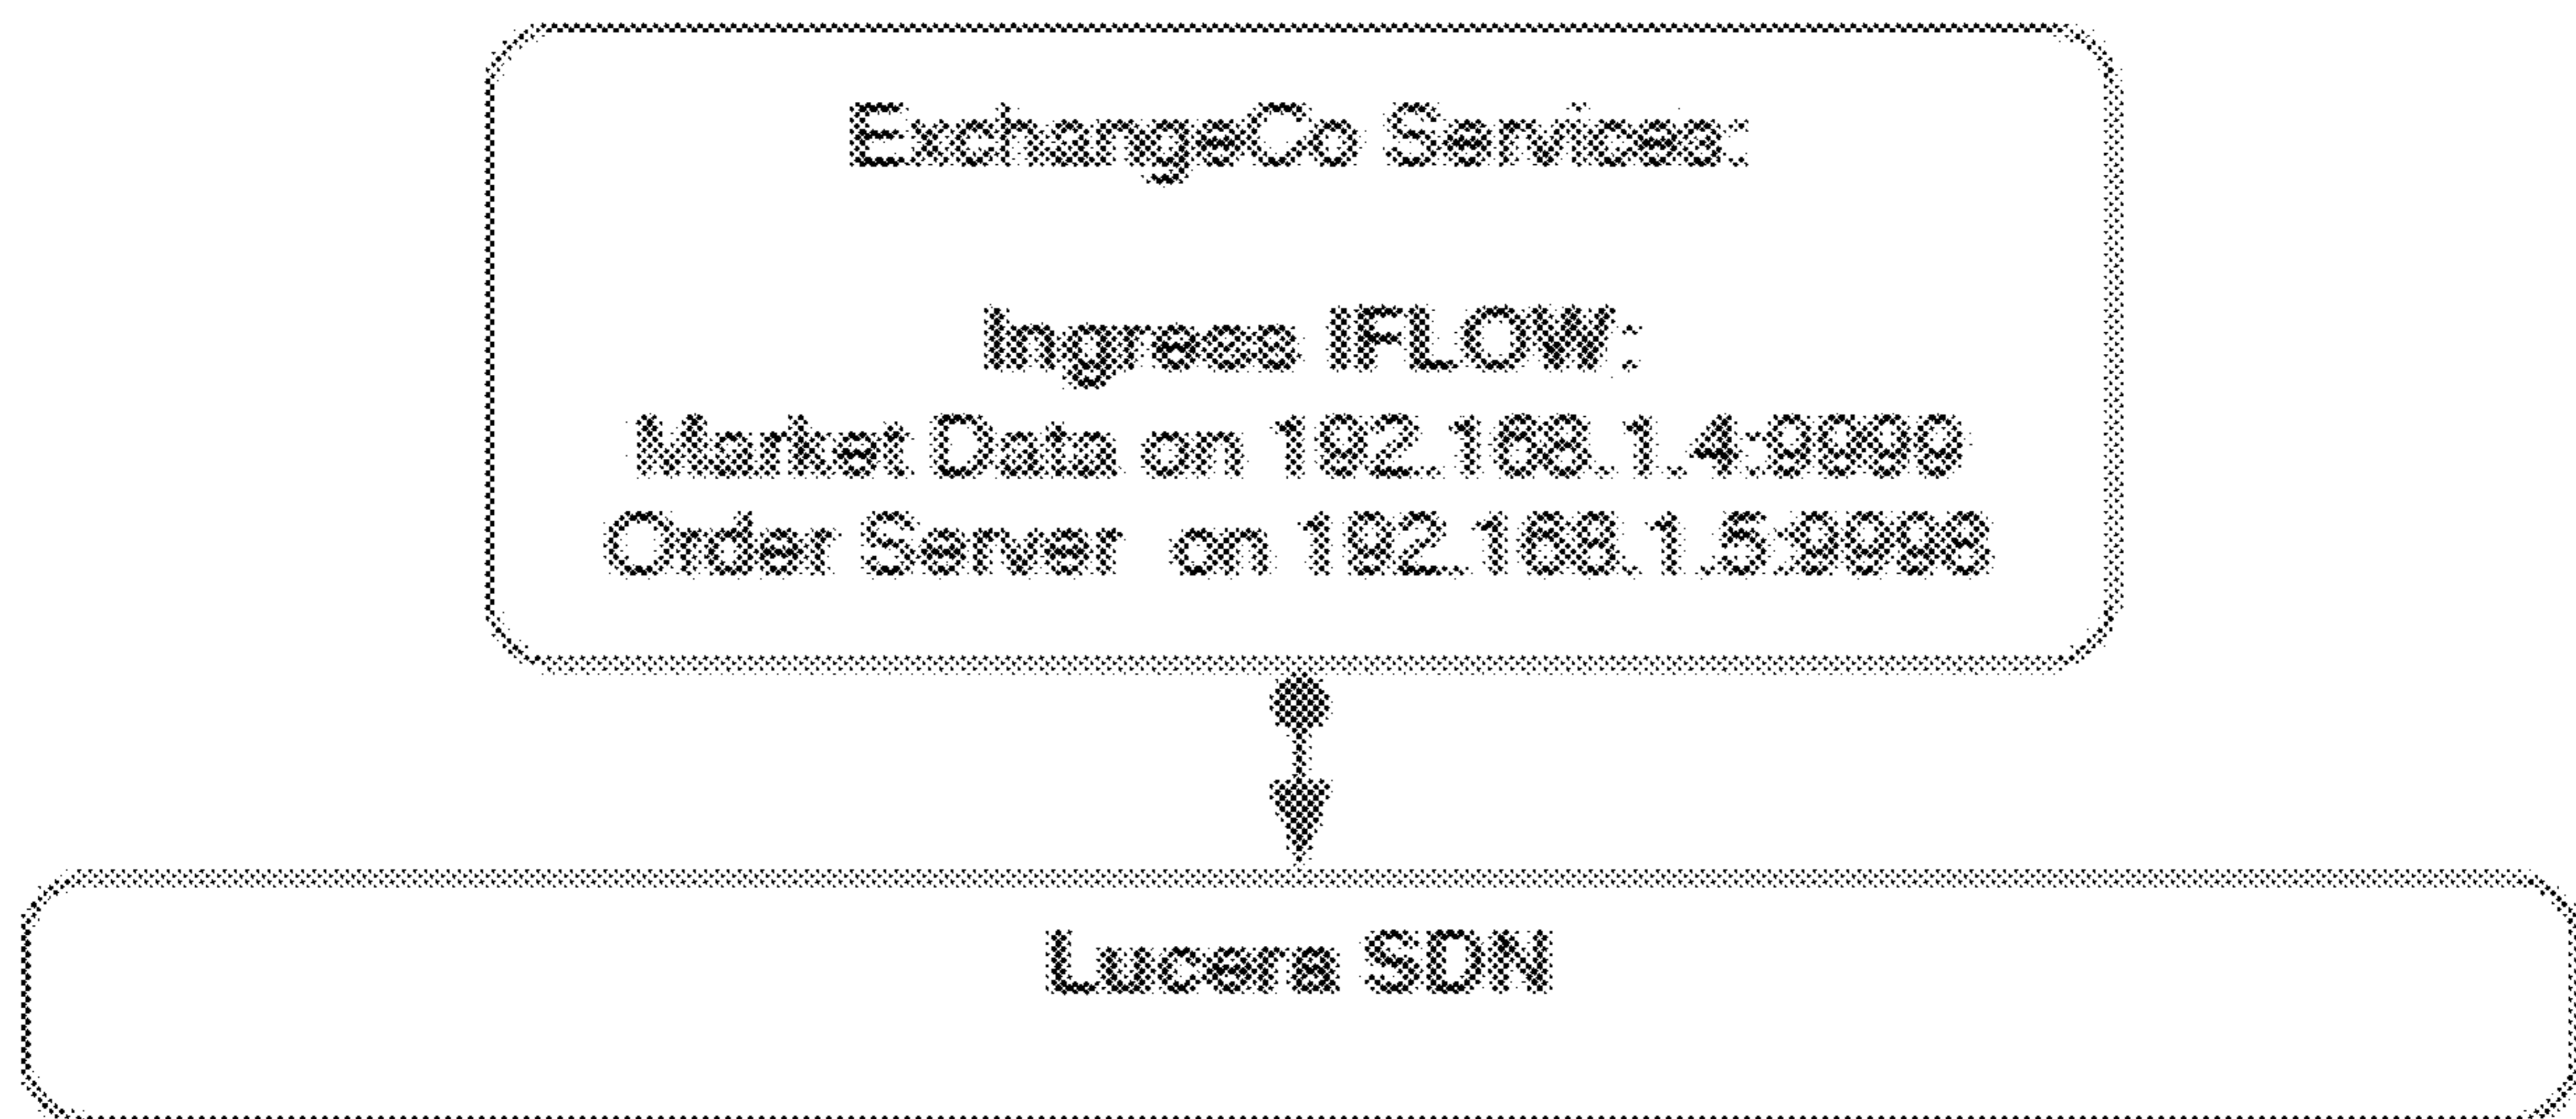 ExchangeCo Services:
Ingress IFLOW:
Market Data on 192.168.1.4:9999
Order Server on 192.168.1.5:9998
Lucera SDN